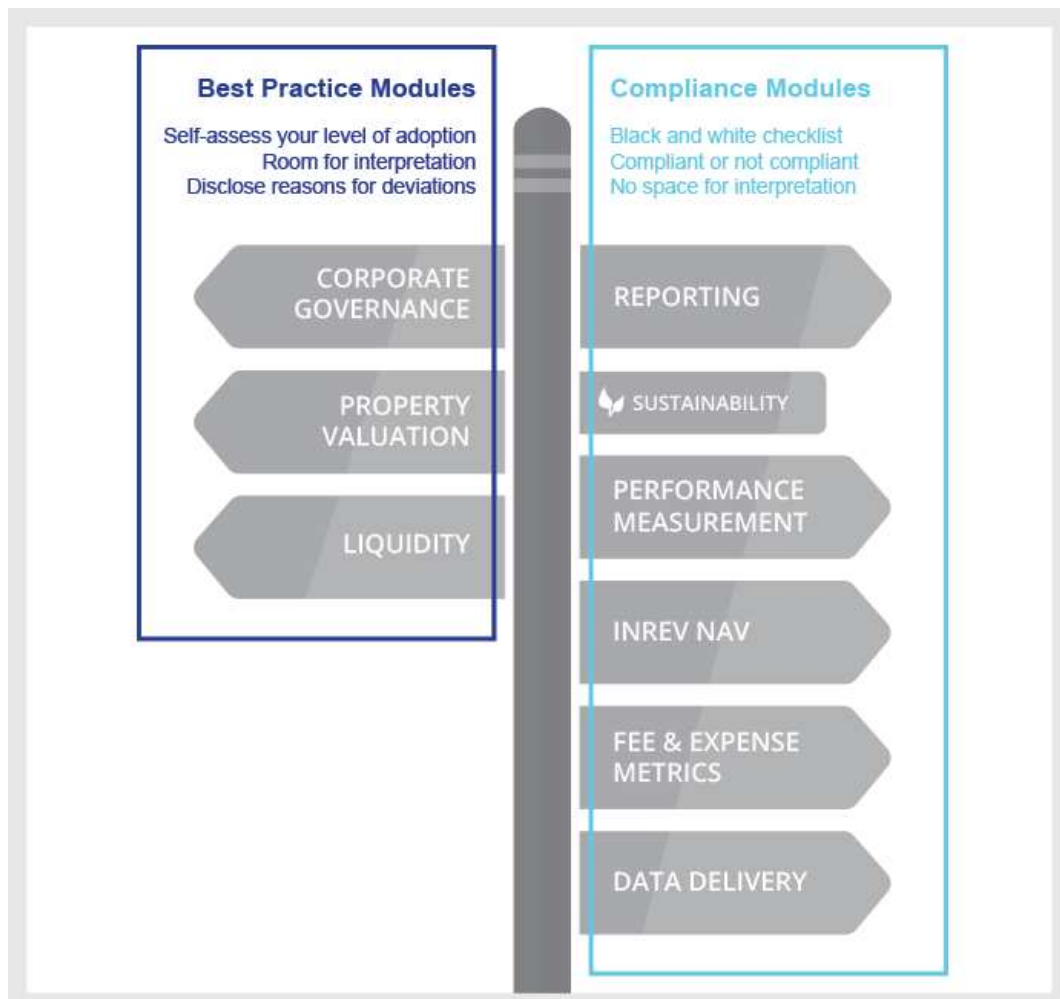 Best Practice Modules
Self-assess your level of adoption
Room for interpretation
Disclose reasons for deviations
CORPORATE
GOVERNANCE
PROPERTY
VALUATION
LIQUIDITY
Compliance Modules
Black and white checklist
Compliant or not compliant
No space for interpretation
REPORTING
SUSTAINABILITY
PERFORMANCE
MEASUREMENT
INREV NAV
FEE & EXPENSE
METRICS
DATA DELIVERY